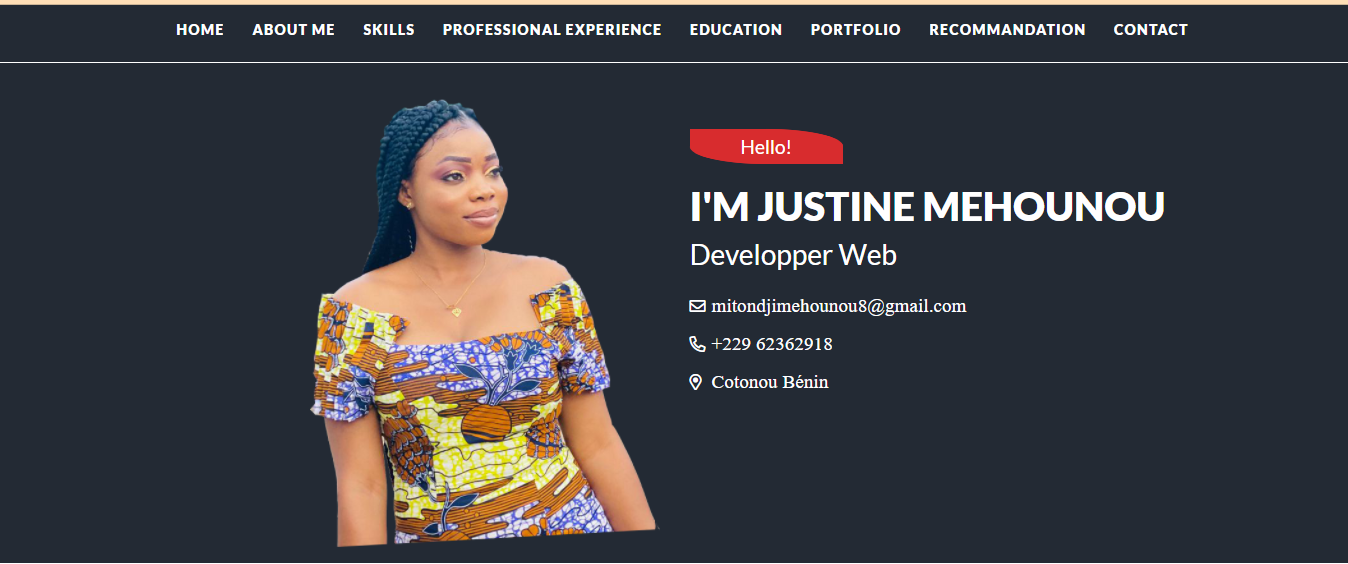 HOME ABOUT ME SKILLS PROFESSIONAL EXPERIENCE EDUCATION PORTFOLIO RECOMMANDATION CONTACT
Hello!
I'M JUSTINE MEHOUNOU
Developper Web
mitondjimehounou8@gmail.com
+229 62362918
Cotonou Bénin